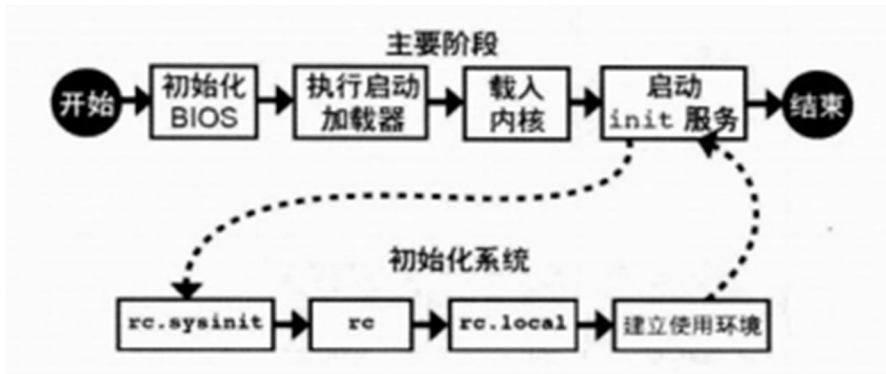 主要阶段
开始
初始化
BIOS
执行启动
加载器
载入
内核
启动
init 服务
结束
初始化系统
rc.sysinit
rc
rc.local
建立使用环境